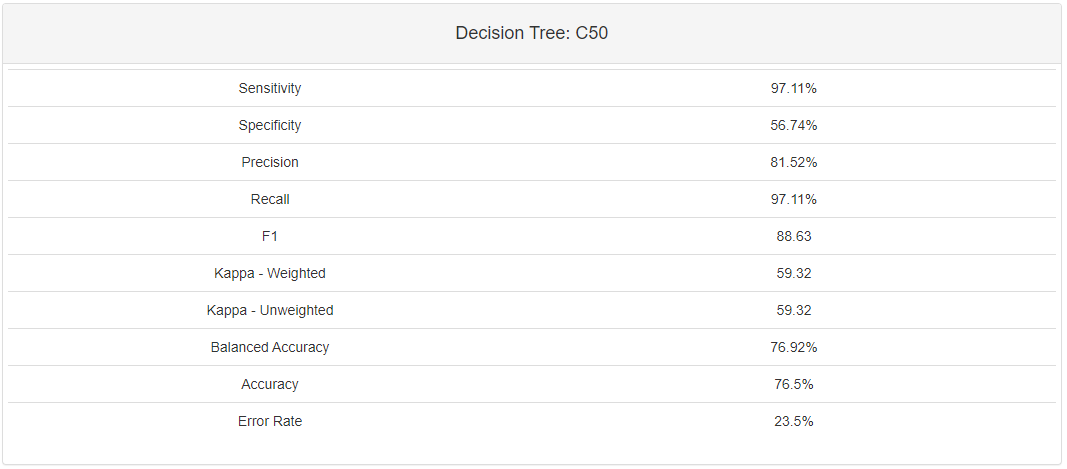 Decision Tree: C50
Sensitivity 97.11%
Specificity 56.74%
Precision 81.52%
Recall 97.11%
F1 88.63
Kappa - Weighted 59.32
Kappa - Unweighted 59.32
Balanced Accuracy 76.92%
Accuracy 76.5%
Error Rate 23.5%